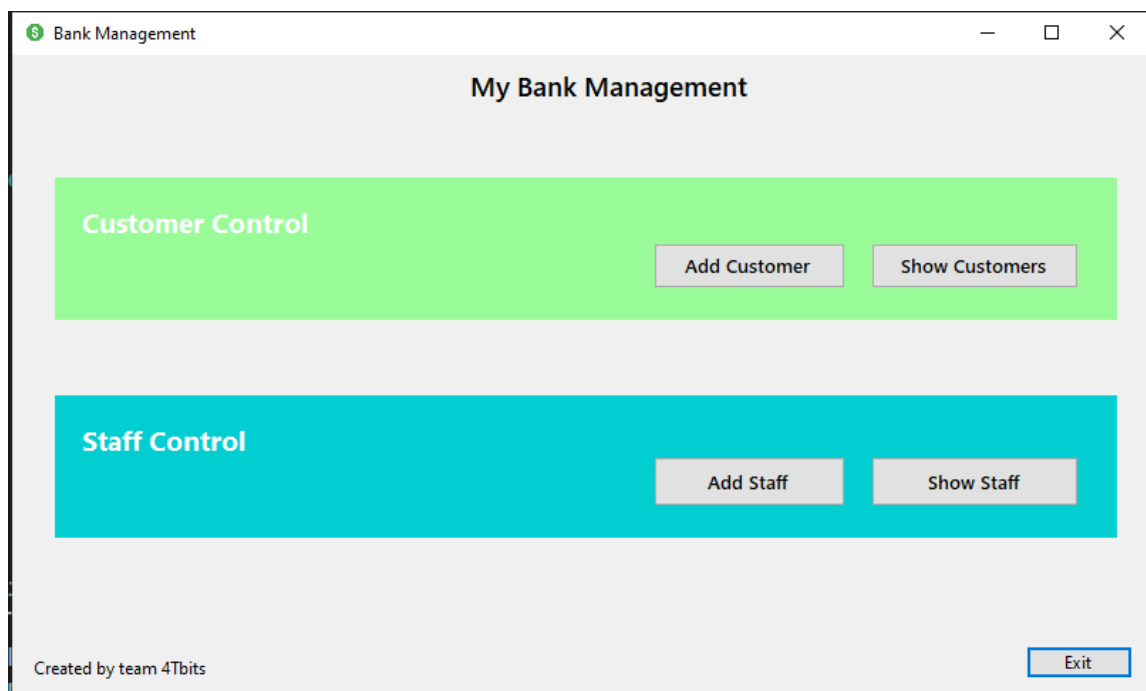 Bank Management
My Bank Management
Customer Control
Add Customer Show Customers
Staff Control
Add Staff Show Staff
Created by team 4Tbits Exit